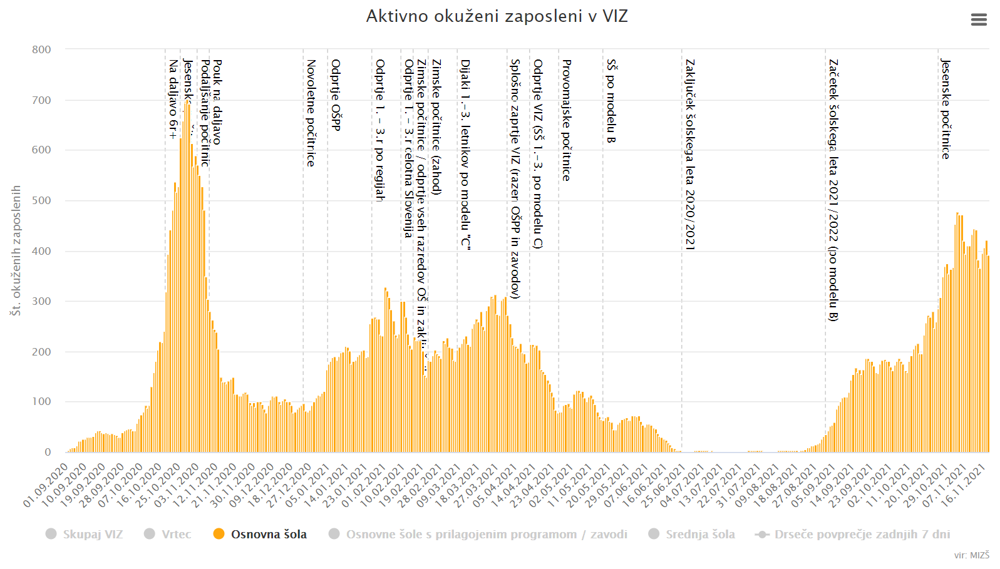 Aktivno okuženi zaposleni v VIZ
Št. okuženih zaposlenih
800
700
600
500
400
300
200
100
0
Na daljavo 6r+
Podaljšanje počitnic
Pouk na daljavo
Novoletne počitnice
Odprtje OŠPP
Odprtje 1. - 3.r po regijah
Odprtje 1. - 3.r celotna Slovenija
Zimske počitnice / odprtje vseh razredov OŠ in
Zimske počitnice (zahod)
Dijaki 1.-3. letnikov po modelu "C"
Splošno zaprtje VIZ (razen OŠPP in zavodov)
Odprtje VIZ (SŠ 1.-3. po modelu C)
Prvomajske počitnice
SŠ po modelu B
Zaključek šolskega leta 2020/2021
Začetek šolskega leta 2021/2022 (po modelu B)
Jesenske počitnice
01.09.2020
10.09.2020
19.09.2020
28.09.2020
07.10.2020
16.10.2020
25.10.2020
03.11.2020
12.11.2020
21.11.2020
30.11.2020
09.12.2020
18.12.2020
27.12.2020
05.01.2021
14.01.2021
23.01.2021
01.02.2021
10.02.2021
19.02.2021
28.02.2021
09.03.2021
18.03.2021
27.03.2021
05.04.2021
14.04.2021
23.04.2021
02.05.2021
11.05.2021
20.05.2021
29.05.2021
07.06.2021
16.06.2021
25.06.2021
04.07.2021
13.07.2021
22.07.2021
31.07.2021
09.08.2021
18.08.2021
27.08.2021
05.09.2021
14.09.2021
23.09.2021
02.10.2021
11.10.2021
20.10.2021
29.10.2021
07.11.2021
16.11.2021
Skupaj VIZ
Vrtec
Osnovna šola
Osnovne šole s prilagojenim programom / zavodi
Srednja šola
Drseče povprečje zadnjih 7 dni
vir: MIZŠ